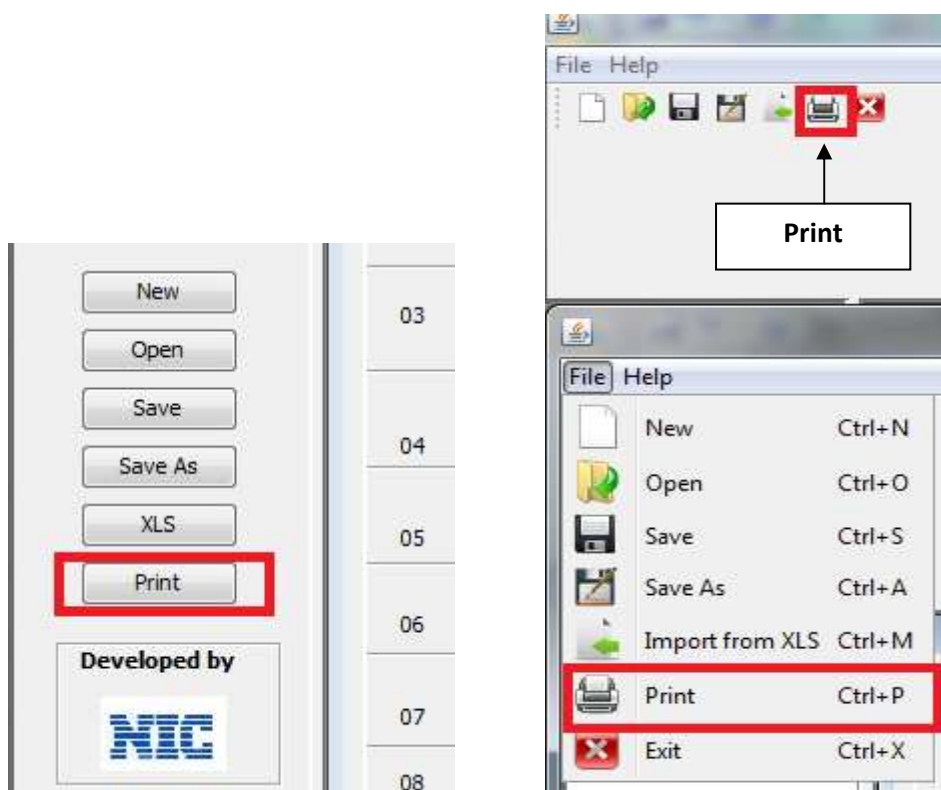 File Help
Print
New
Open
Save
Save As
XLS
Print
Developed by
NIC
03
04
05
06
07
08
File Help
New Ctrl+N
Open Ctrl+O
Save Ctrl+S
Save As Ctrl+A
Import from XLS Ctrl+M
Print Ctrl+P
Exit Ctrl+X